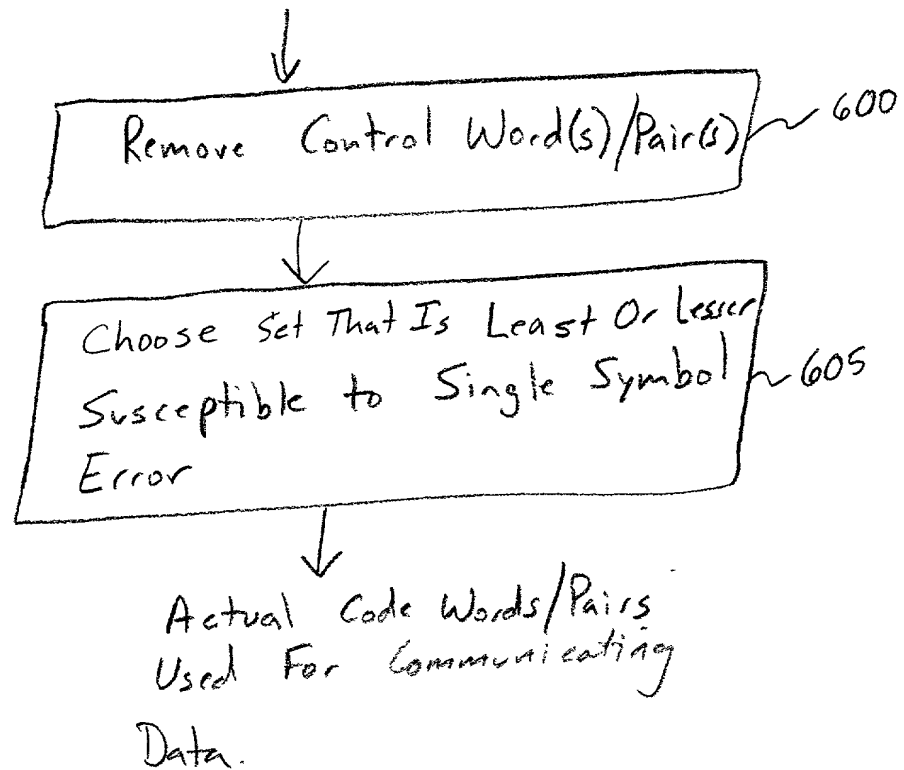 Remove Control Word(s)/Pair(s)
600
Choose Set That Is Least Or Lesser
Susceptible to Single Symbol
Error
605
Actual Code Words/Pairs
Used For Communicating
Data.